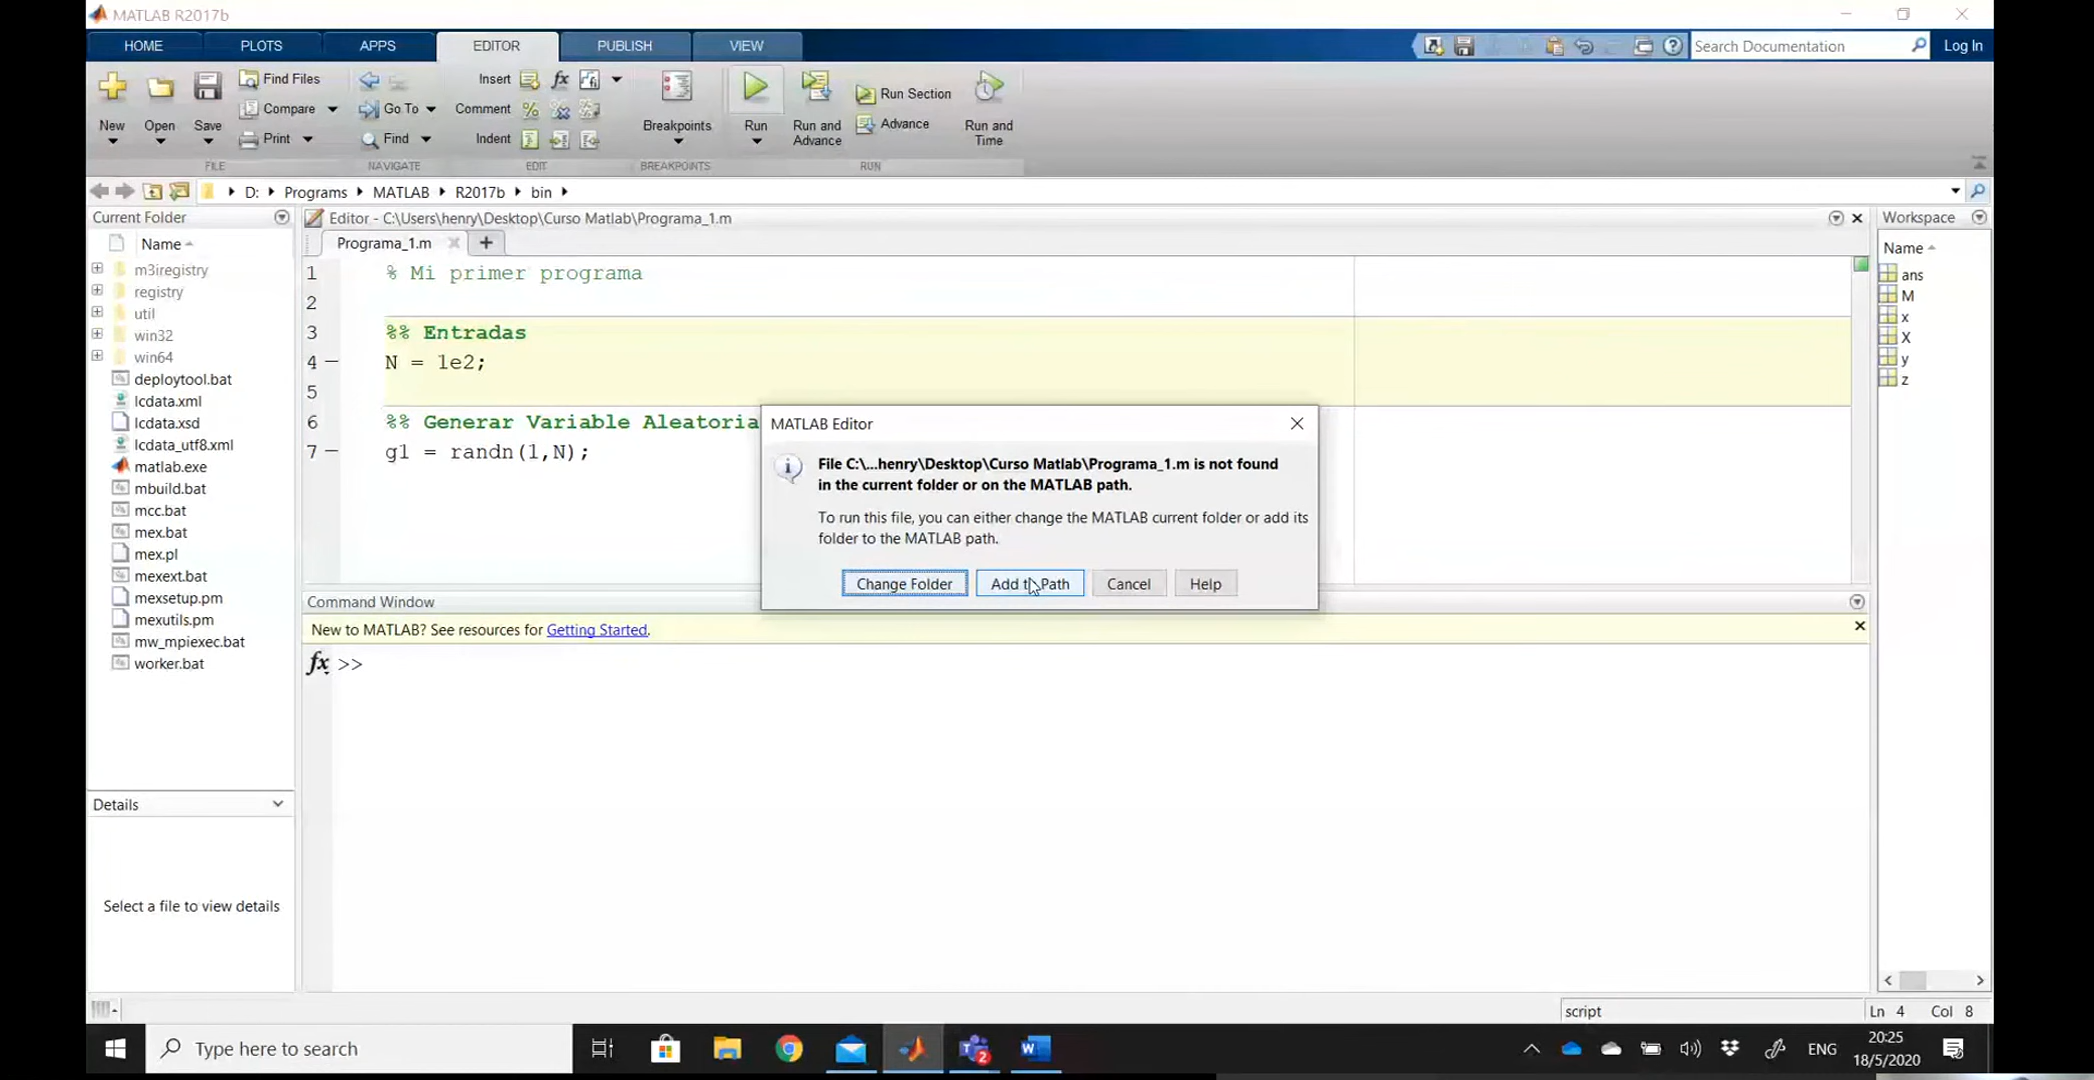 MATLAB R2017b
HOME PLOTS APPS EDITOR PUBLISH VIEW
Search Documentation
Log In
New
Open
Save
Find Files
Compare
Print
FILE
Go To
Find
NAVIGATE
Insert
Comment
Indent
EDIT
Breakpoints
BREAKPOINTS
Run
Run and
Advance
Run Section
Advance
Run and
Time
RUN
D: Programs MATLAB R2017b bin
Current Folder
Name
m3iregistry
registry
util
win32
win64
deploytool.bat
lcdata.xml
lcdata.xsd
lcdata_utf8.xml
matlab.exe
mbuild.bat
mcc.bat
mex.bat
mex.pl
mexext.bat
mexsetup.pm
mexutils.pm
mw_mpiexec.bat
worker.bat
Details
Select a file to view details
Editor - C:\Users\henry\Desktop\Curso Matlab\Programa_1.m
Programa_1.m
1 % Mi primer programa
2
3 %% Entradas
4 N = 1e2;
5
6 %% Generar Variable Aleatoria
7 g1 = randn(1,N);
MATLAB Editor
File C:\...henry\Desktop\Curso Matlab\Programa_1.m is not found
in the current folder or on the MATLAB path.
To run this file, you can either change the MATLAB current folder or add its
folder to the MATLAB path.
Change Folder Add to Path Cancel Help
Command Window
New to MATLAB? See resources for Getting Started.
fx >>
Workspace
Name
ans
M
x
X
y
z
script Ln 4 Col 8
Type here to search
2
ENG
20:25
18/5/2020